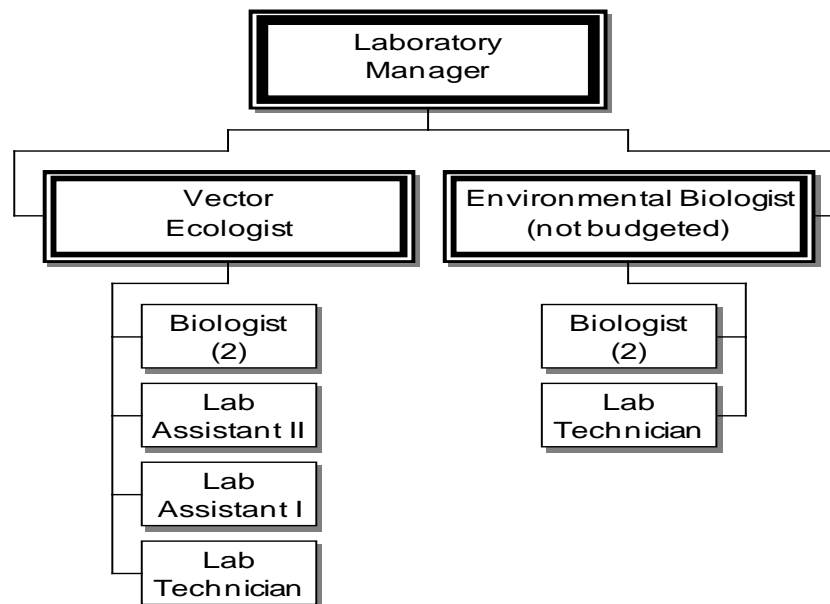 Laboratory
Manager
Vector
Ecologist
Environmental Biologist
(not budgeted)
Biologist
(2)
Lab
Assistant II
Lab
Assistant I
Lab
Technician
Biologist
(2)
Lab
Technician